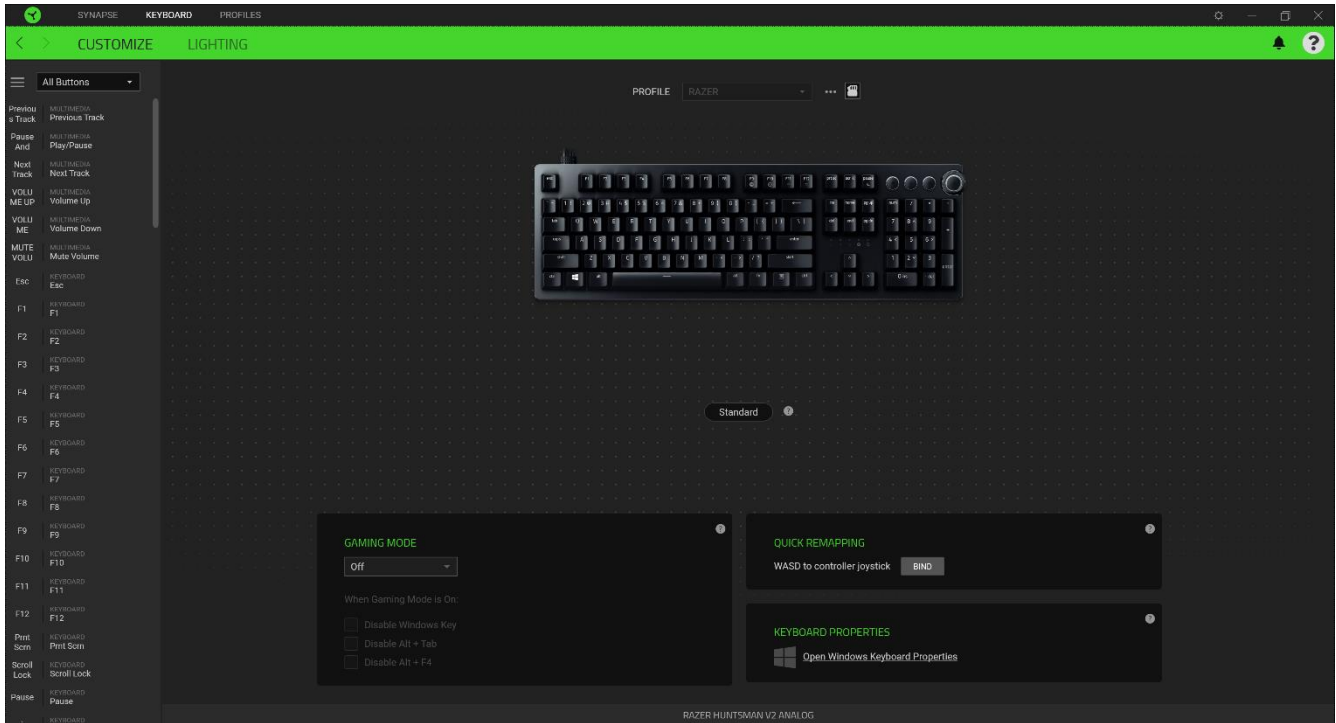 SYNAPSE KEYBOARD PROFILES
CUSTOMIZE LIGHTING
All Buttons
PROFILE RAZER
Previou
s Track
MULTIMEDIA
Previous Track
Pause
And
MULTIMEDIA
Play/Pause
Next
Track
MULTIMEDIA
Next Track
VOLU
ME UP
MULTIMEDIA
Volume Up
VOLU
ME
MULTIMEDIA
Volume Down
MUTE
VOLU
MULTIMEDIA
Mute Volume
Esc
KEYBOARD
Esc
F1
KEYBOARD
F1
F2
KEYBOARD
F2
F3
KEYBOARD
F3
F4
KEYBOARD
F4
F5
KEYBOARD
F5
F6
KEYBOARD
F6
F7
KEYBOARD
F7
F8
KEYBOARD
F8
F9
KEYBOARD
F9
F10
KEYBOARD
F10
F11
KEYBOARD
F11
F12
KEYBOARD
F12
Prnt
Scrn
KEYBOARD
Prnt Scrn
Scroll
Lock
KEYBOARD
Scroll Lock
Pause
KEYBOARD
Pause
KEYBOARD
Standard
GAMING MODE
Off
When Gaming Mode is On:
Disable Windows Key
Disable Alt + Tab
Disable Alt + F4
QUICK REMAPPING
WASD to controller joystick BIND
KEYBOARD PROPERTIES
Open Windows Keyboard Properties
RAZER HUNTSMAN V2 ANALOG